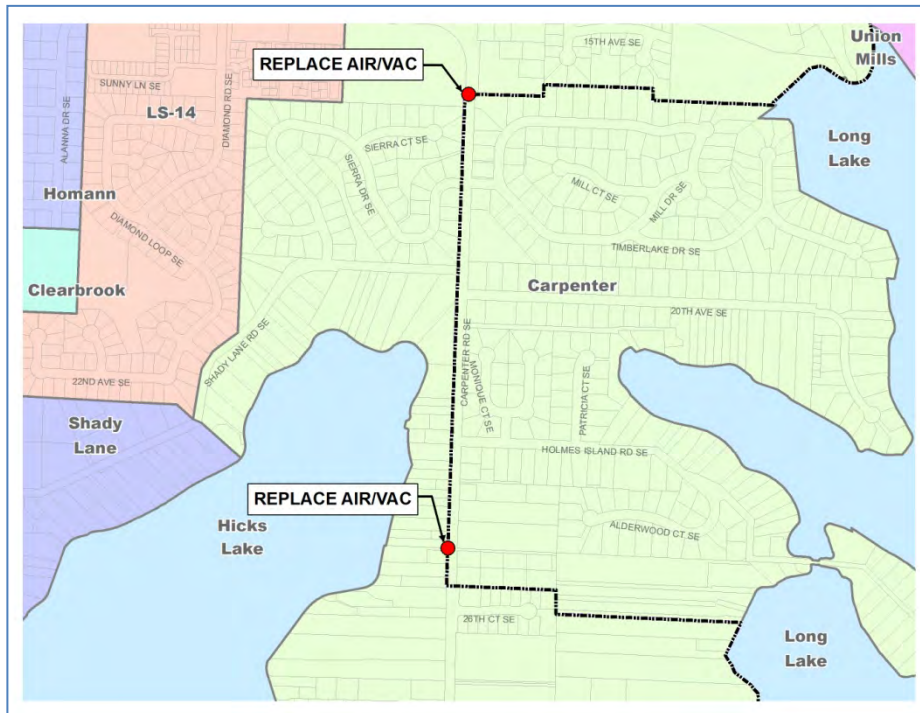 15TH AVE SE
Union
Mills
REPLACE AIR/VAC
SUNNY LN SE
DIAMOND RD SE
LS-14
ALANNA DR SE
Long
Lake
SIERRA CT SE
SIERRA DR SE
MILL CT SE
MILL DR SE
Homann
DIAMOND LOOP SE
TIMBERLAKE DR SE
Clearbrook
Carpenter
20TH AVE SE
SHADY LANE RD SE
CARPENTER RD SE
MONIQUE CT SE
PATRICIA CT SE
22ND AVE SE
Shady
Lane
HOLMES ISLAND RD SE
REPLACE AIR/VAC
Hicks
Lake
ALDERWOOD CT SE
26TH CT SE
Long
Lake